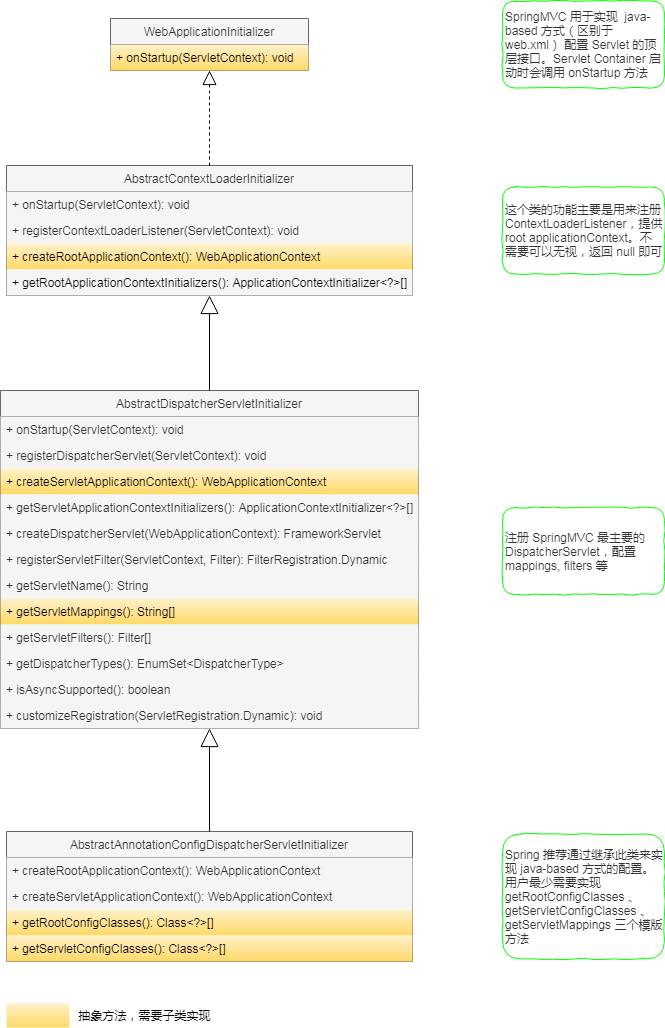 WebApplicationInitializer
+ onStartup(ServletContext): void
SpringMVC 用于实现 java-
based 方式（区别于
web.xml） 配置 Servlet 的顶
层接口。Servlet Container 启
动时会调用 onStartup 方法
AbstractContextLoaderInitializer
+ onStartup(ServletContext): void
+ registerContextLoaderListener(ServletContext): void
+ createRootApplicationContext(): WebApplicationContext
+ getRootApplicationContextInitializers(): ApplicationContextInitializer<?>[]
这个类的功能主要是用来注册
ContextLoaderListener，提供
root applicationContext。不
需要可以无视，返回 null 即可
AbstractDispatcherServletInitializer
+ onStartup(ServletContext): void
+ registerDispatcherServlet(ServletContext): void
+ createServletApplicationContext(): WebApplicationContext
+ getServletApplicationContextInitializers(): ApplicationContextInitializer<?>[]
+ createDispatcherServlet(WebApplicationContext): FrameworkServlet
+ registerServletFilter(ServletContext, Filter): FilterRegistration.Dynamic
+ getServletName(): String
+ getServletMappings(): String[]
+ getServletFilters(): Filter[]
+ getDispatcherTypes(): EnumSet<DispatcherType>
+ isAsyncSupported(): boolean
+ customizeRegistration(ServletRegistration.Dynamic): void
注册 SpringMVC 最主要的
DispatcherServlet，配置
mappings, filters 等
AbstractAnnotationConfigDispatcherServletInitializer
+ createRootApplicationContext(): WebApplicationContext
+ createServletApplicationContext(): WebApplicationContext
+ getRootConfigClasses(): Class<?>[]
+ getServletConfigClasses(): Class<?>[]
Spring 推荐通过继承此类来实
现 java-based 方式的配置。
用户最少需要实现
getRootConfigClasses 、
getServletConfigClasses 、
getServletMappings 三个模版
方法
抽象方法，需要子类实现